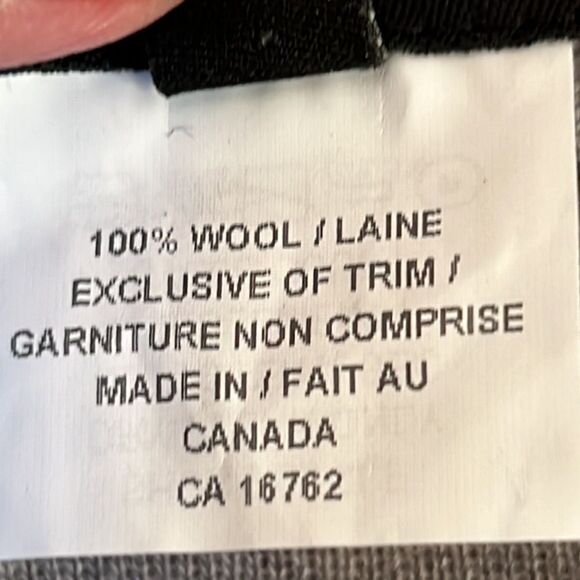 100% WOOL / LAINE
EXCLUSIVE OF TRIM /
GARNITURE NON COMPRISE
MADE IN / FAIT AU
CANADA
CA 16762